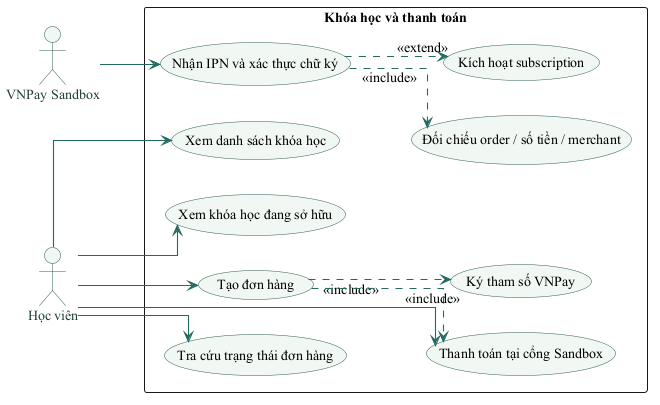 Khóa học và thanh toán
VNPay Sandbox
Nhận IPN và xác thực chữ ký
«extend»
Kích hoạt subscription
«include»
Đối chiếu order / số tiền / merchant
Xem danh sách khóa học
Xem khóa học đang sở hữu
Học viên
Tạo đơn hàng
«include»
Ký tham số VNPay
«include»
Tra cứu trạng thái đơn hàng
Thanh toán tại cổng Sandbox